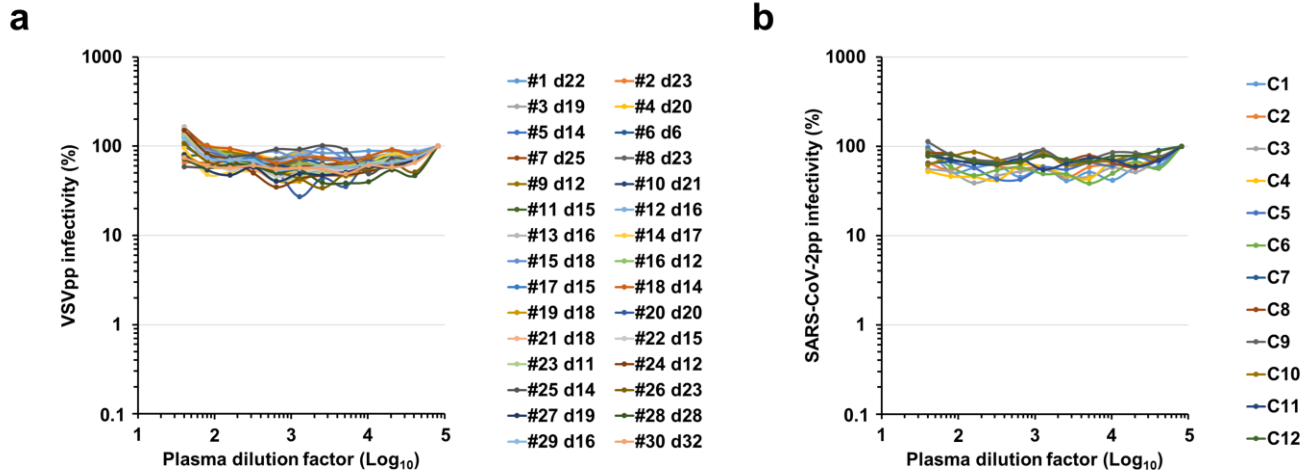 a
VSVpp infectivity (%)
1000
100
10
1
0.1
1 2 3 4 5
Plasma dilution factor (Log10)
#1 d22 #2 d23
#3 d19 #4 d20
#5 d14 #6 d6
#7 d25 #8 d23
#9 d12 #10 d21
#11 d15 #12 d16
#13 d16 #14 d17
#15 d18 #16 d12
#17 d15 #18 d14
#19 d18 #20 d20
#21 d18 #22 d15
#23 d11 #24 d12
#25 d14 #26 d23
#27 d19 #28 d28
#29 d16 #30 d32
b
SARS-CoV-2pp infectivity (%)
1000
100
10
1
0.1
1 2 3 4 5
Plasma dilution factor (Log10)
C1
C2
C3
C4
C5
C6
C7
C8
C9
C10
C11
C12